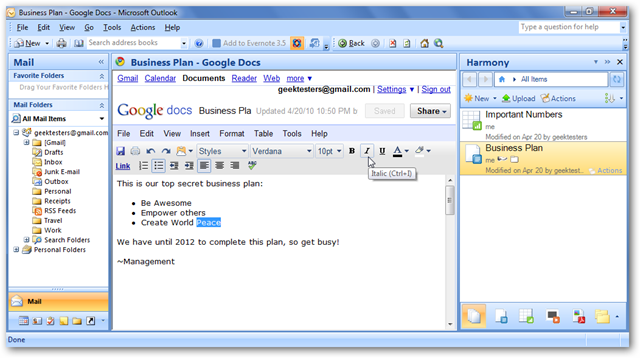 Business Plan - Google Docs - Microsoft Outlook
File Edit View Go Tools Actions Help
Type a question for help
New Search address books Add to Evernote 3.5 Back
Mail
Favorite Folders
Drag Your Favorite Folders H
Mail Folders
All Mail Items
geektesters@gmail.com
[Gmail]
Drafts
Inbox
Junk E-mail
Outbox
Personal
Receipts
RSS Feeds
Travel
Work
Search Folders
Personal Folders
Mail
Business Plan - Google Docs
Gmail Calendar Documents Reader Web more ▼
geektesters@gmail.com | Settings ▼ | Sign out
Google docs Business Pla Updated 4/20/10 10:50 PM b Saved Share
File Edit View Insert Format Table Tools Help
Styles Verdana 10pt B I U A
Link
Italic (Ctrl+I)
This is our top secret business plan:
• Be Awesome
• Empower others
• Create World Peace
We have until 2012 to complete this plan, so get busy!
~Management
Harmony
All Items
New Upload Actions
Important Numbers
me
Modified on Apr 20 by geektesters
Business Plan
me
Modified on Apr 20 by geektesters Actions
Done